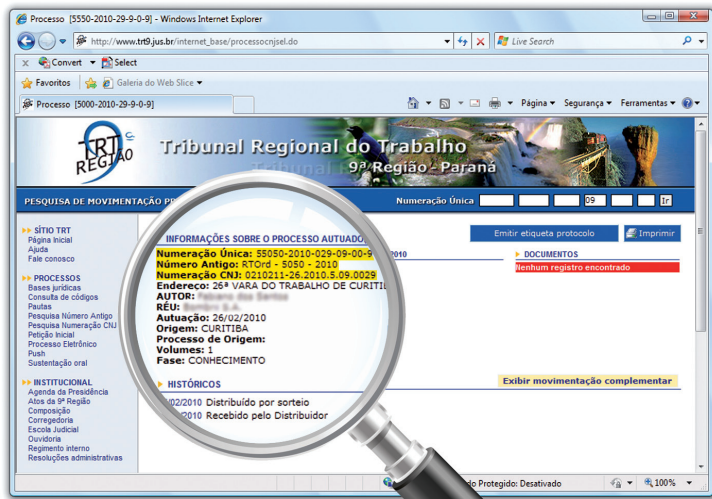 Processo [5550-2010-29-9-0-9] - Windows Internet Explorer
http://www.trt9.jus.br/internet_base/processocnjsel.do
Live Search
x Convert Select
Favoritos Galeria do Web Slice
Processo [5000-2010-29-9-0-9]
Página Segurança Ferramentas
TRT 9ª
REGIÃO
Tribunal Regional do Trabalho
9ª Região - Paraná
PESQUISA DE MOVIMENTAÇÃO
Numeração Única 09 Ir
SÍTIO TRT
Página Inicial
Ajuda
Fale conosco
PROCESSOS
Bases jurídicas
Consulta de códigos
Pautas
Pesquisa Número Antigo
Pesquisa Numeração CNJ
Petição Inicial
Processo Eletrônico
Push
Sustentação oral
INSTITUCIONAL
Agenda da Presidência
Atos da 9ª Região
Composição
Corregedoria
Escola Judicial
Ouvidoria
Regimento interno
Resoluções administrativas
Emitir etiqueta protocolo Imprimir
INFORMAÇÕES SOBRE O PROCESSO AUTUADO
Numeração Única: 55050-2010-029-09-00-9
2010
Número Antigo: RTOrd - 5050 - 2010
Numeração CNJ: 0210211-26.2010.5.09.0029
Endereço: 26ª VARA DO TRABALHO DE CURITI
AUTOR:
RÉU:
Autuação: 26/02/2010
Origem: CURITIBA
Processo de Origem:
Volumes: 1
Fase: CONHECIMENTO
DOCUMENTOS
Nenhum registro encontrado
HISTÓRICOS
Exibir movimentação complementar
/02/2010 Distribuído por sorteio
2010 Recebido pelo Distribuidor
do Protegido: Desativado
100%